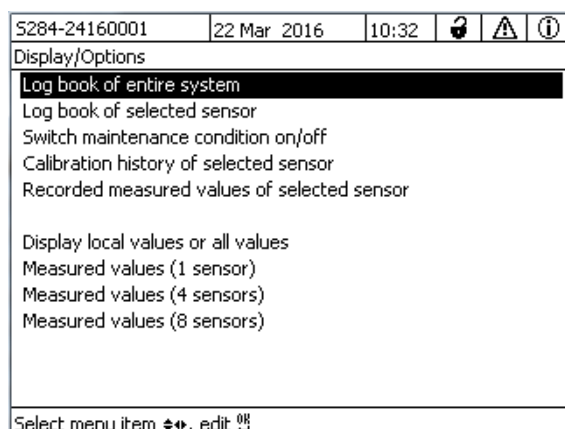 S284-24160001 22 Mar 2016 10:32
Display/Options
Log book of entire system
Log book of selected sensor
Switch maintenance condition on/off
Calibration history of selected sensor
Recorded measured values of selected sensor
Display local values or all values
Measured values (1 sensor)
Measured values (4 sensors)
Measured values (8 sensors)
Select menu item , edit OK